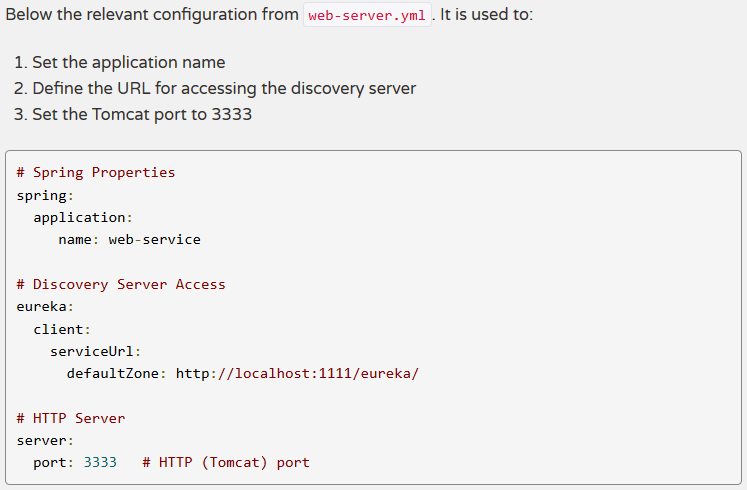 Below the relevant configuration from web-server.yml. It is used to:
1. Set the application name
2. Define the URL for accessing the discovery server
3. Set the Tomcat port to 3333
# Spring Properties
spring:
  application:
     name: web-service
# Discovery Server Access
eureka:
  client:
    serviceUrl:
      defaultZone: http://localhost:1111/eureka/
# HTTP Server
server:
  port: 3333   # HTTP (Tomcat) port